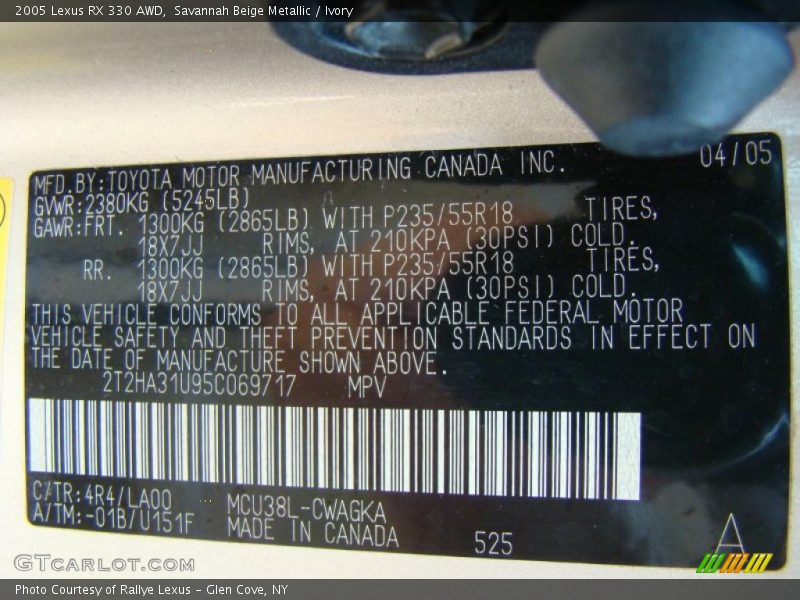 2005 Lexus RX 330 AWD, Savannah Beige Metallic / Ivory
04/05
MFD.BY:TOYOTA MOTOR MANUFACTURING CANADA INC.
GVWR:2380KG (5245LB)
GAWR:FRT. 1300KG (2865LB) WITH P235/55R18 TIRES,
18X7JJ RIMS, AT 210KPA (30PSI) COLD.
RR. 1300KG (2865LB) WITH P235/55R18 TIRES,
18X7JJ RIMS, AT 210KPA (30PSI) COLD.
THIS VEHICLE CONFORMS TO ALL APPLICABLE FEDERAL MOTOR
VEHICLE SAFETY AND THEFT PREVENTION STANDARDS IN EFFECT ON
THE DATE OF MANUFACTURE SHOWN ABOVE.
2T2HA31U95C069717 MPV
C/TR:4R4/LA00 MCU38L-CWAGKA
A/TM:-01B/U151F MADE IN CANADA 525
A
GTcarlot.com
Photo Courtesy of Rallye Lexus - Glen Cove, NY